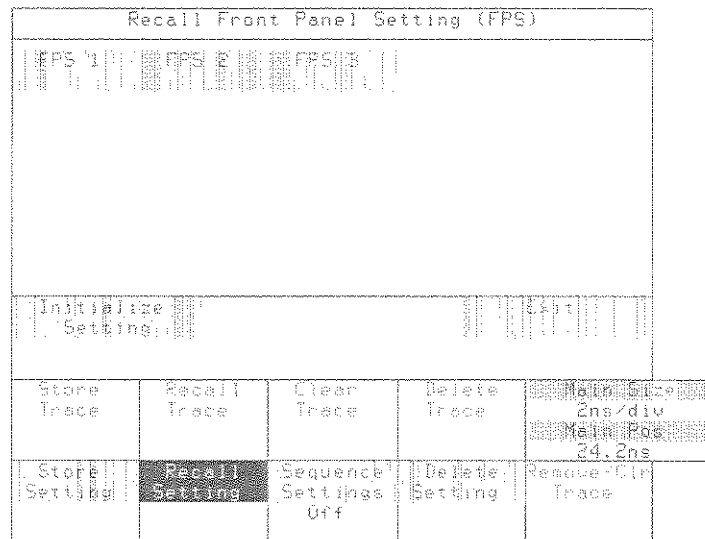 Recall Front Panel Setting (FPS)
FPS 1 FPS 2 FPS 3
Initialize Exit
Setting
Store Recall Clear Delete Main Size
Trace Trace Trace Trace 2ns/div
Main Pos
24.2ns
Store Recall Sequence Delete Remove/Clr
Setting Setting Settings Setting Trace
Off